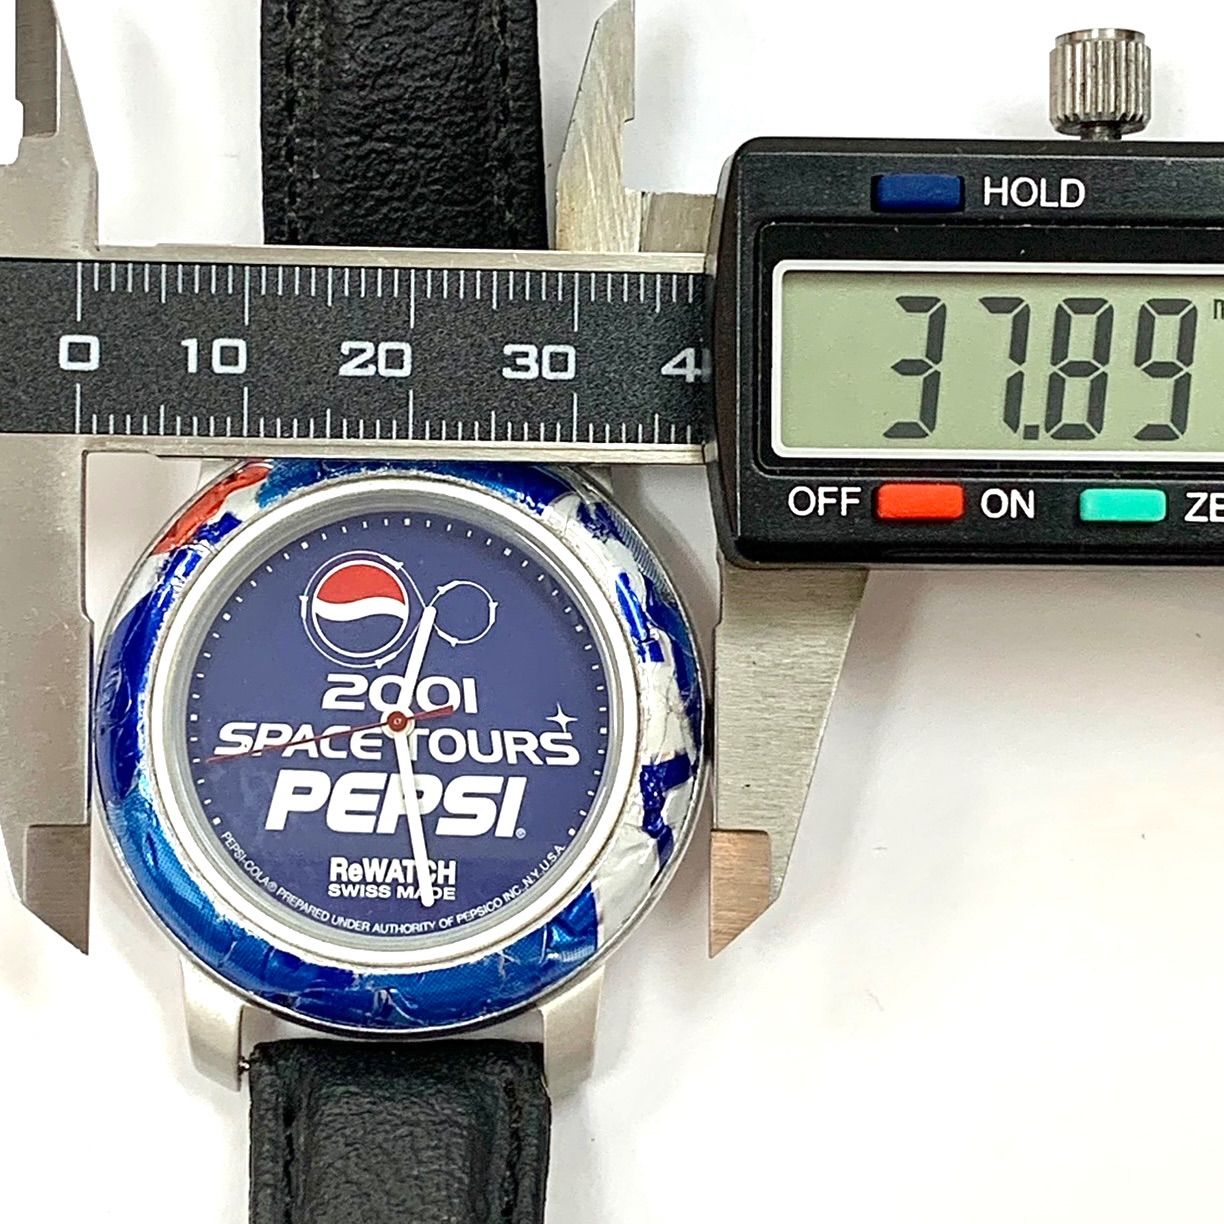 HOLD
0 10 20 30 4
37.89
OFF ON ZE
2001
SPACE TOURS
PEPSI®
ReWATCH
SWISS MADE
PEPSI-COLA® PREPARED UNDER AUTHORITY OF PEPSICO INC., N.Y. U.S.A.